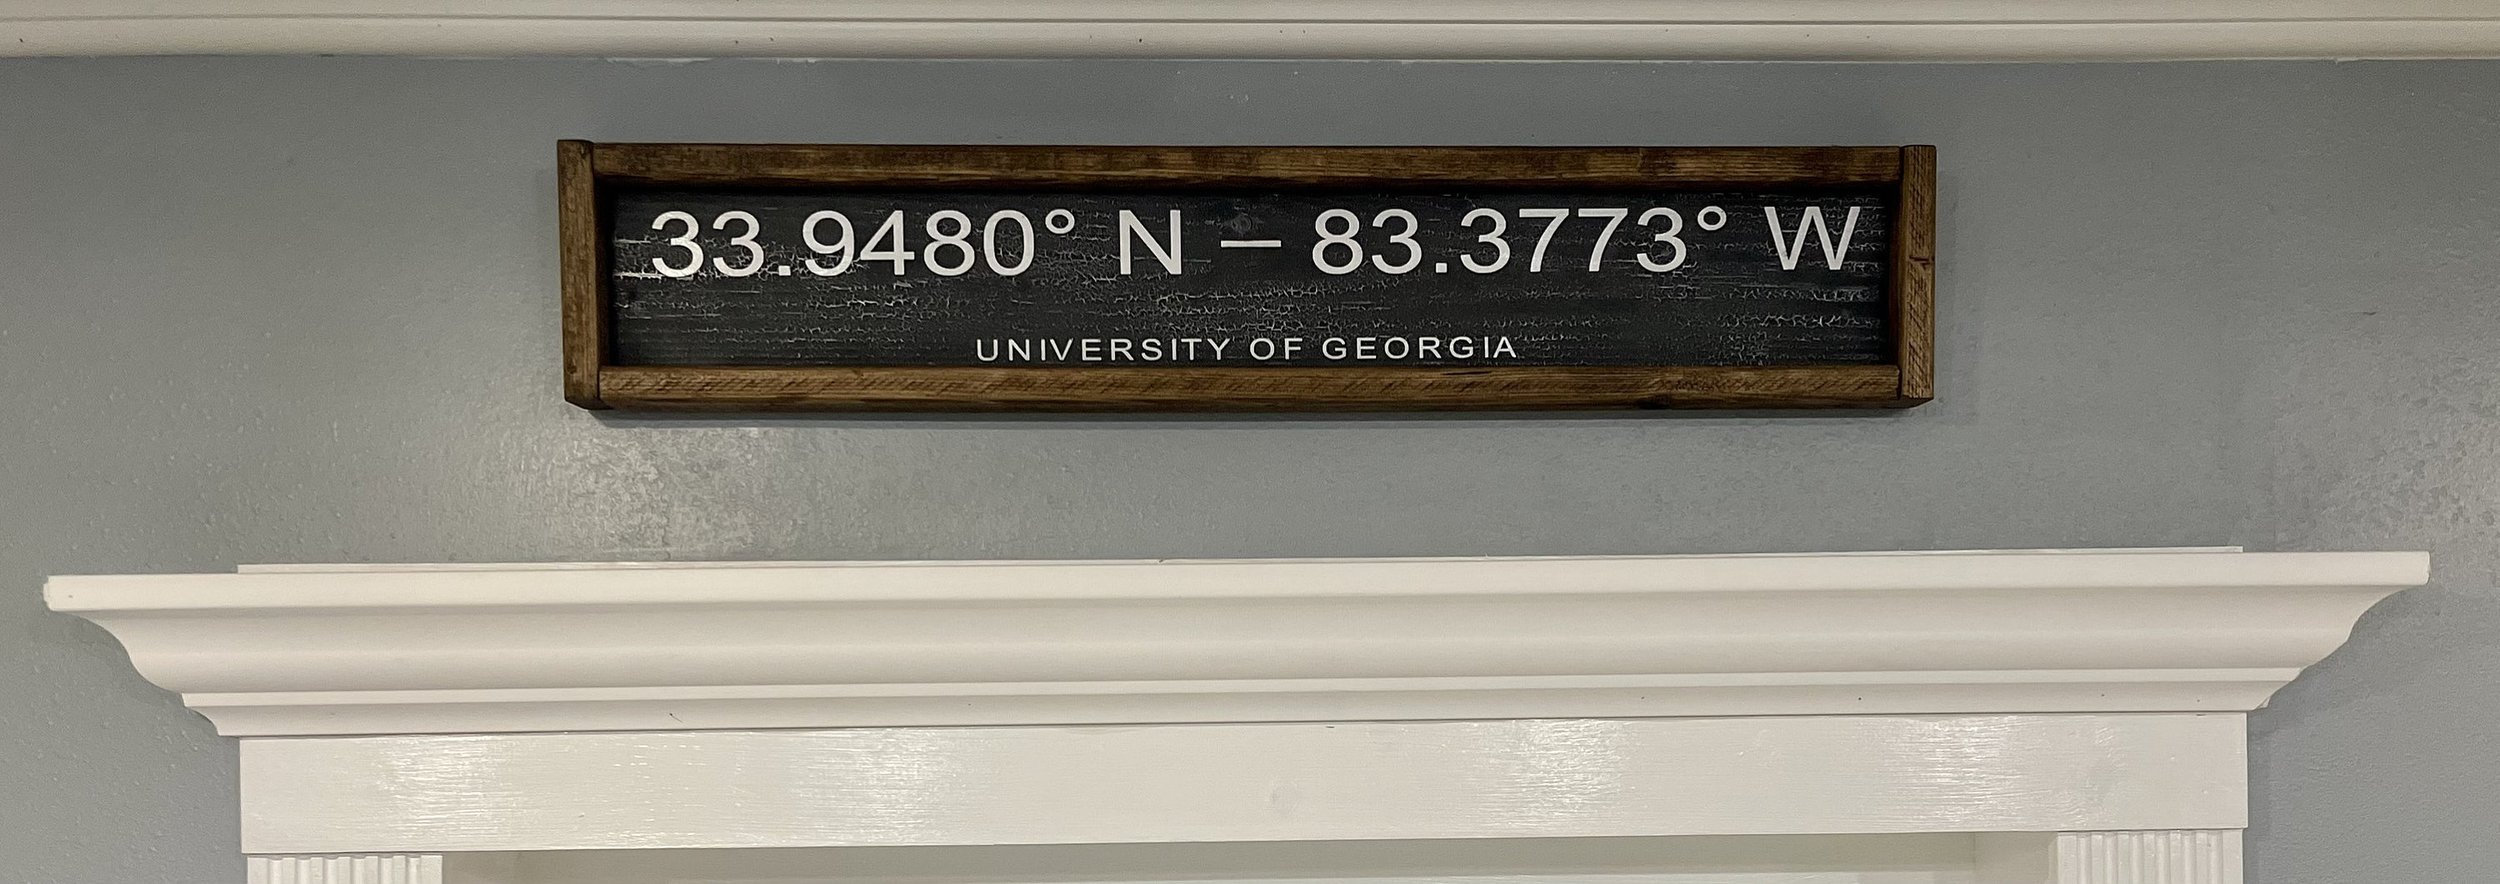 33.9480° N – 83.3773° W
UNIVERSITY OF GEORGIA